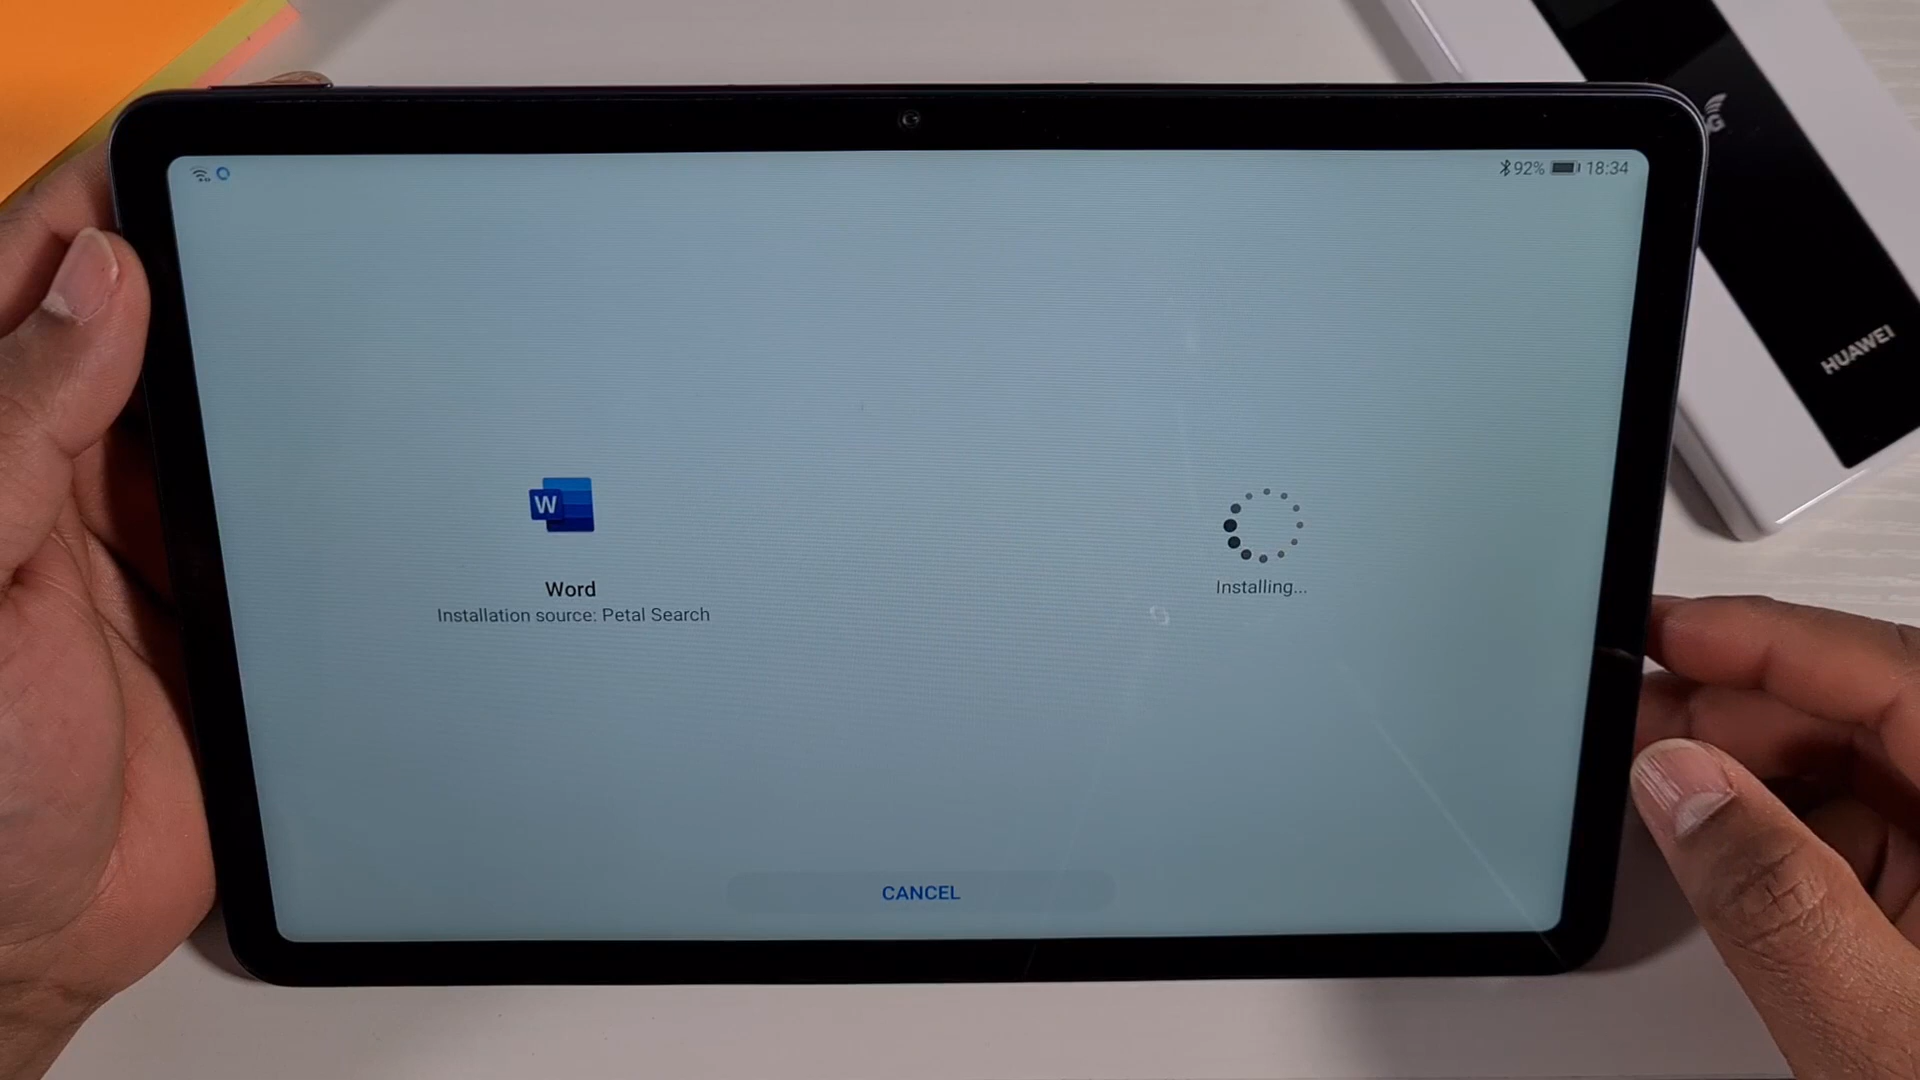 92% 18:34
W
Word
Installation source: Petal Search
Installing...
CANCEL
G
HUAWEI